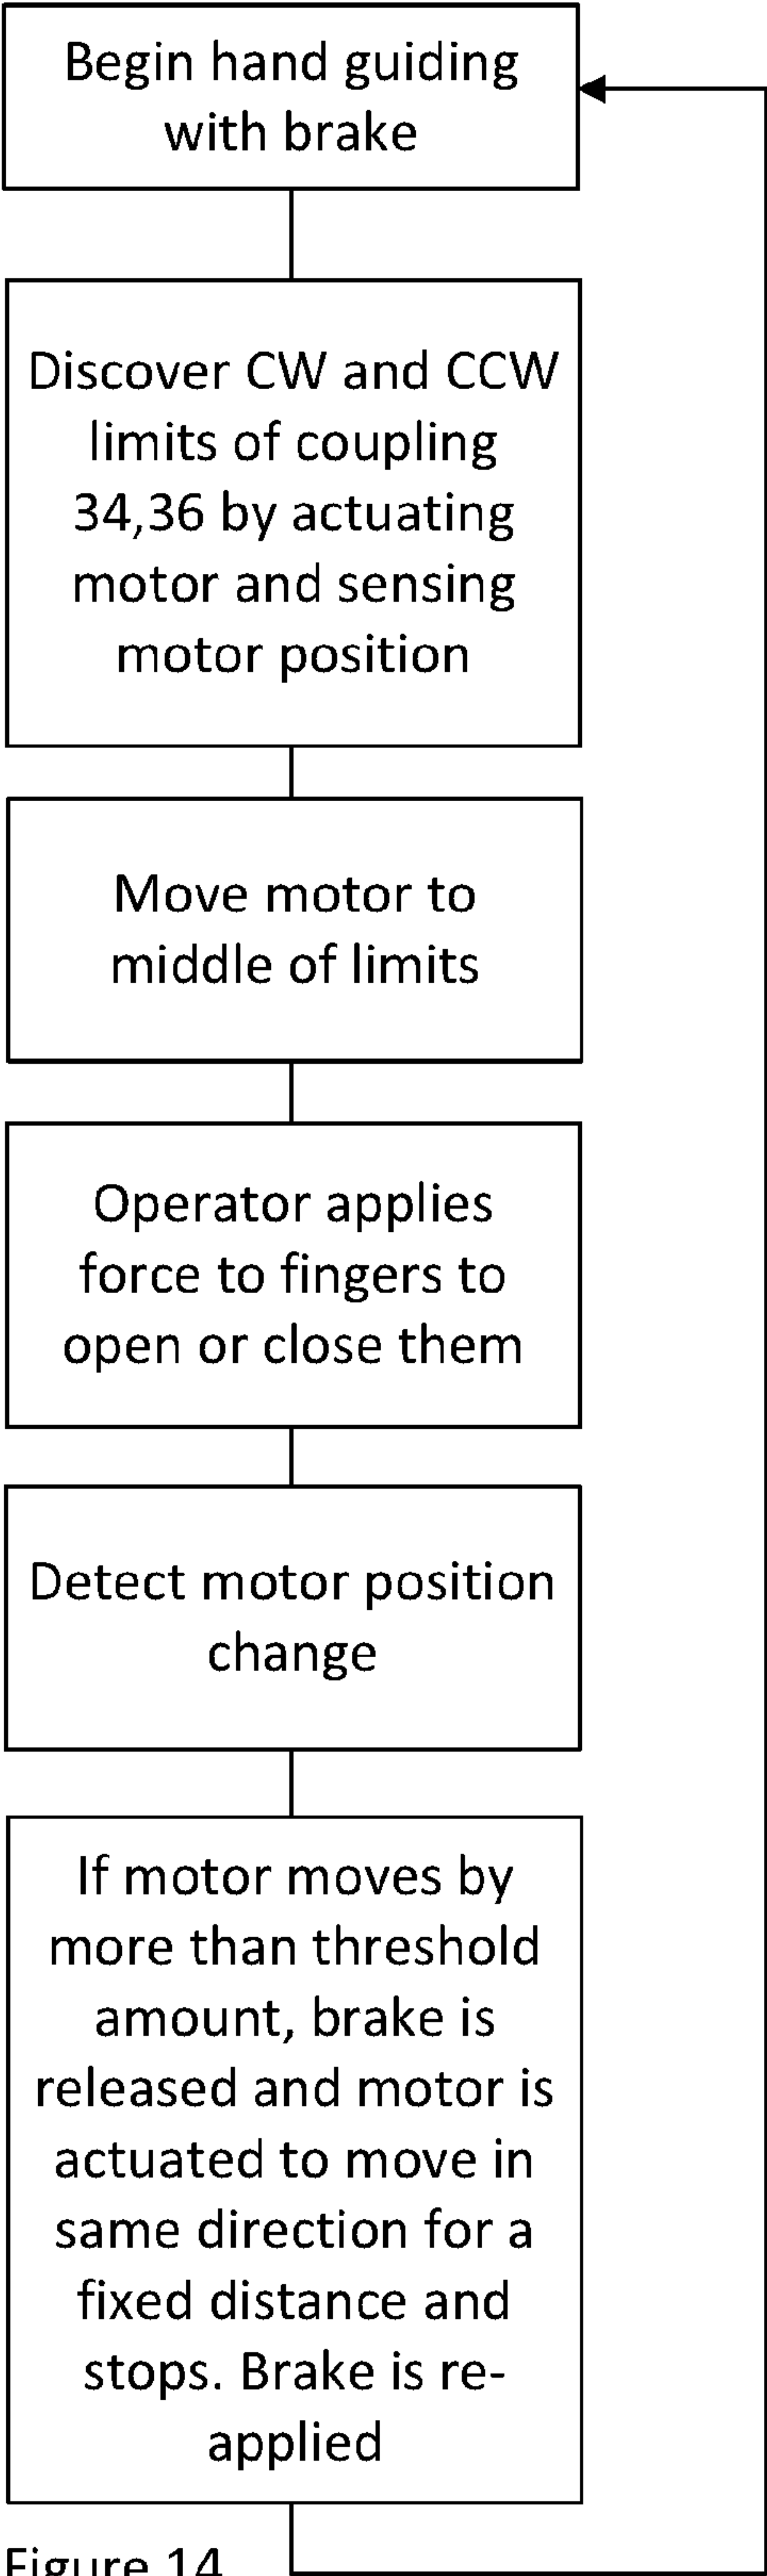 Begin hand guiding
with brake
Discover CW and CCW
limits of coupling
34,36 by actuating
motor and sensing
motor position
Move motor to
middle of limits
Operator applies
force to fingers to
open or close them
Detect motor position
change
If motor moves by
more than threshold
amount, brake is
released and motor is
actuated to move in
same direction for a
fixed distance and
stops. Brake is re-
applied
Figure 14